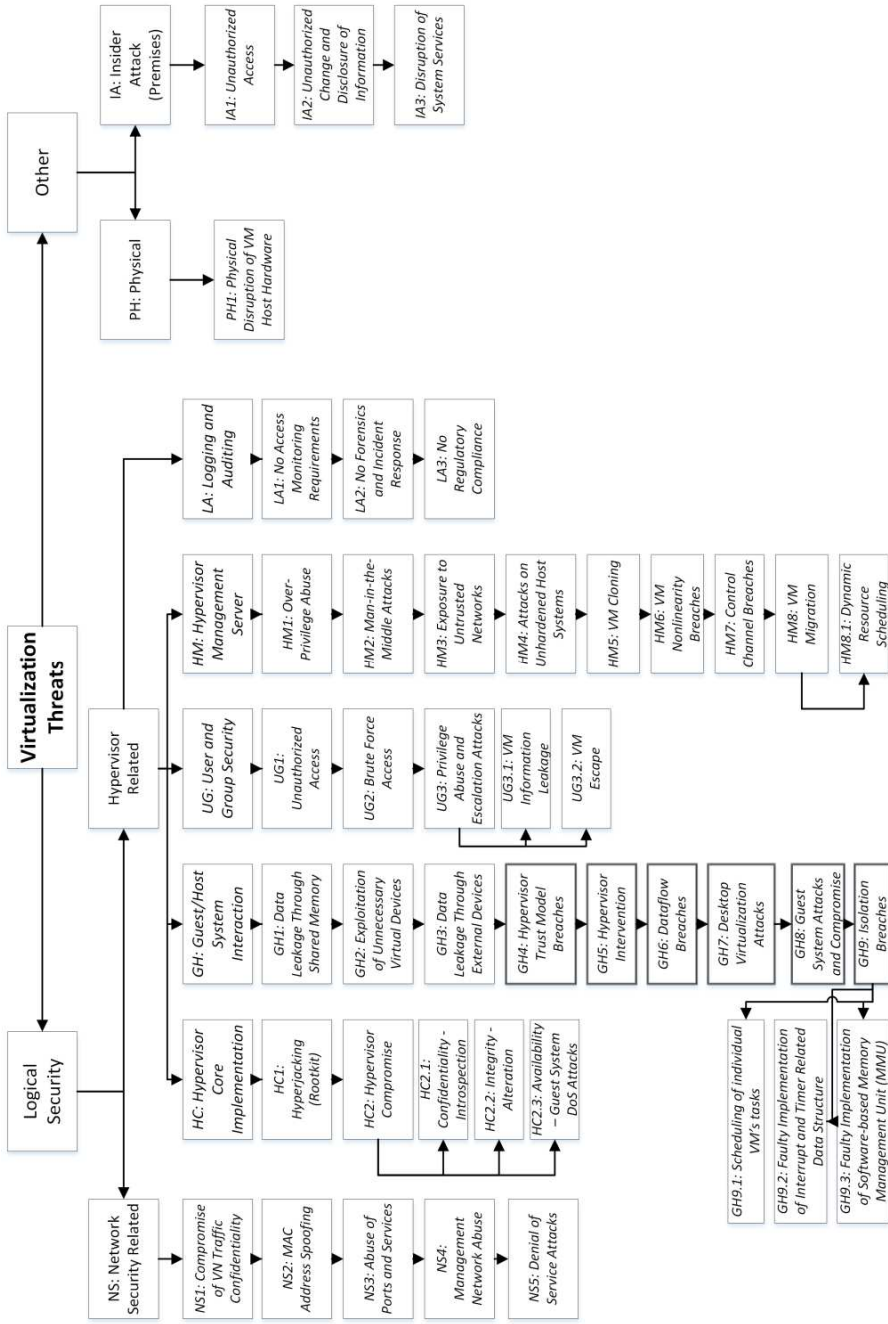 Virtualization
Threats
Logical
Security
Other
NS: Network
Security Related
Hypervisor
Related
PH: Physical
IA: Insider
Attack
(Premises)
NS1: Compromise
of VN Traffic
Confidentiality
NS2: MAC
Address Spoofing
NS3: Abuse of
Ports and Services
NS4:
Management
Network Abuse
NS5: Denial of
Service Attacks
HC: Hypervisor
Core
Implementation
HC1:
Hyperjacking
(Rootkit)
HC2: Hypervisor
Compromise
HC2.1:
Confidentiality -
Introspection
HC2.2: Integrity -
Alteration
HC2.3: Availability
– Guest System
DoS Attacks
GH: Guest/Host
System
Interaction
GH1: Data
Leakage Through
Shared Memory
GH2: Exploitation
of Unnecessary
Virtual Devices
GH3: Data
Leakage Through
External Devices
GH4: Hypervisor
Trust Model
Breaches
GH5: Hypervisor
Intervention
GH6: Dataflow
Breaches
GH7: Desktop
Virtualization
Attacks
GH8: Guest
System Attacks
and Compromise
GH9: Isolation
Breaches
GH9.1: Scheduling of individual
VM's tasks
GH9.2: Faulty Implementation
of Interrupt and Timer Related
Data Structure
GH9.3: Faulty Implementation
of Software-based Memory
Management Unit (MMU)
UG: User and
Group Security
UG1:
Unauthorized
Access
UG2: Brute Force
Access
UG3: Privilege
Abuse and
Escalation Attacks
UG3.1: VM
Information
Leakage
UG3.2: VM
Escape
HM: Hypervisor
Management
Server
HM1: Over-
Privilege Abuse
HM2: Man-in-the-
Middle Attacks
HM3: Exposure to
Untrusted
Networks
HM4: Attacks on
Unhardened Host
Systems
HM5: VM Cloning
HM6: VM
Nonlinearity
Breaches
HM7: Control
Channel Breaches
HM8: VM
Migration
HM8.1: Dynamic
Resource
Scheduling
LA: Logging and
Auditing
LA1: No Access
Monitoring
Requirements
LA2: No Forensics
and Incident
Response
LA3: No
Regulatory
Compliance
PH1: Physical
Disruption of VM
Host Hardware
IA1: Unauthorized
Access
IA2: Unauthorized
Change and
Disclosure of
Information
IA3: Disruption of
System Services